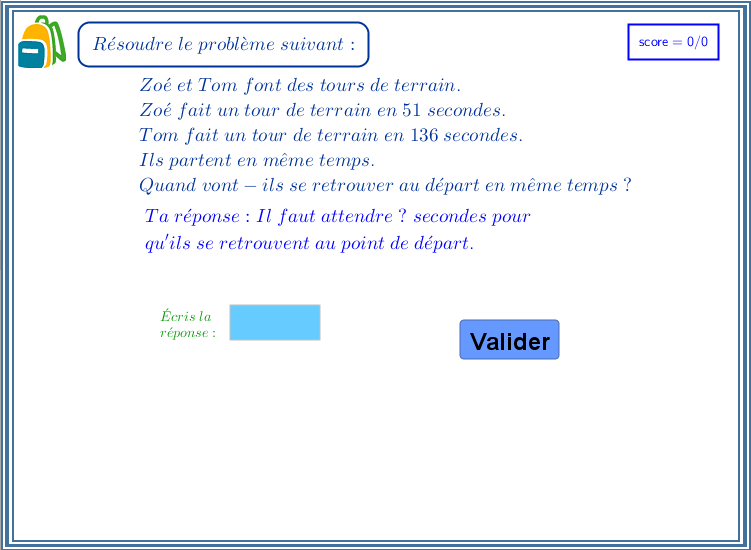 Résoudre le problème suivant :
score = 0/0
Zoé et Tom font des tours de terrain.
Zoé fait un tour de terrain en 51 secondes.
Tom fait un tour de terrain en 136 secondes.
Ils partent en même temps.
Quand vont − ils se retrouver au départ en même temps ?
Ta réponse : Il faut attendre ? secondes pour
qu'ils se retrouvent au point de départ.
Écris la
réponse :
Valider